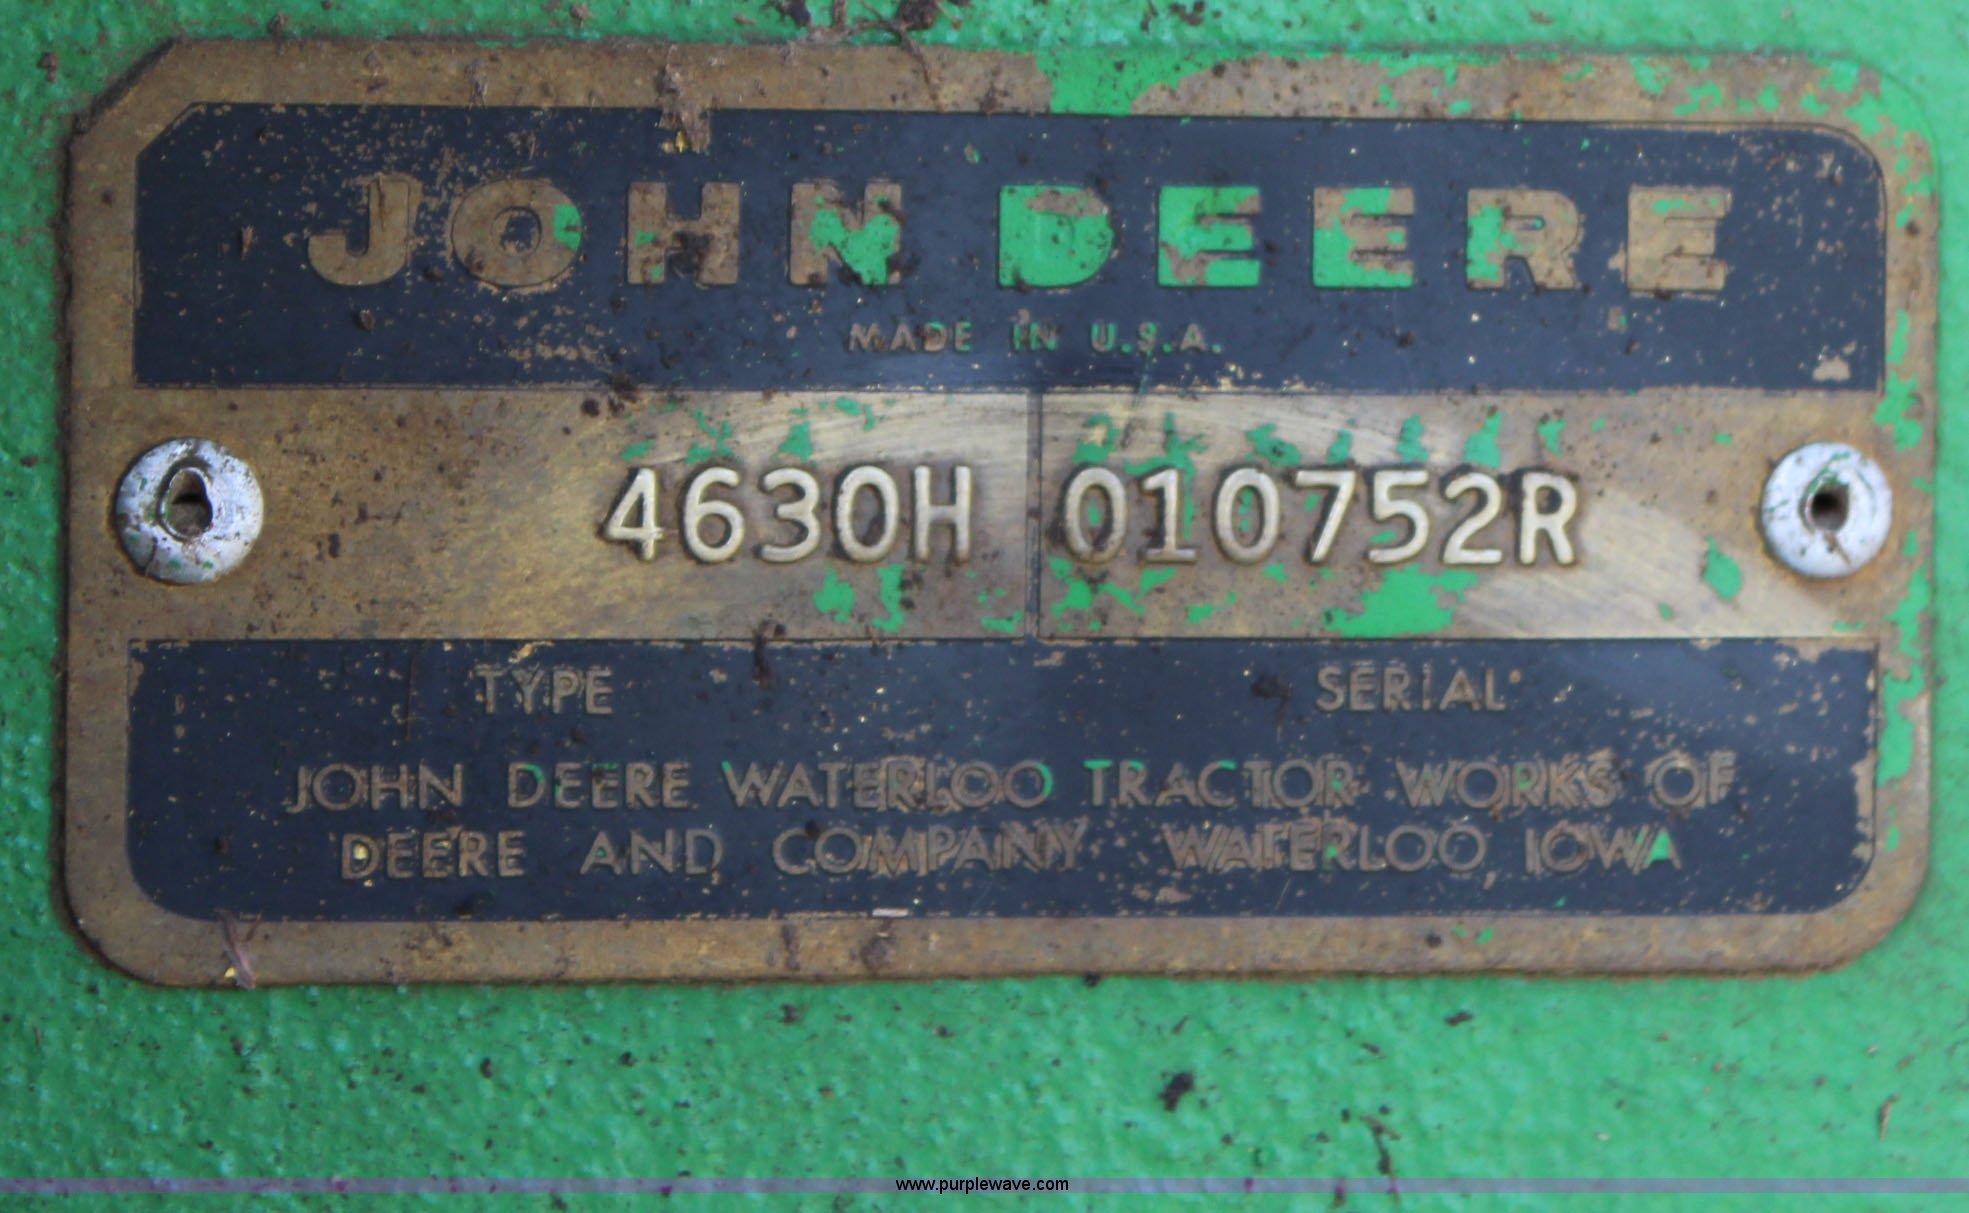 JOHN DEERE
MADE IN U.S.A.
4630H 010752R
TYPE SERIAL
JOHN DEERE WATERLOO TRACTOR WORKS OF
DEERE AND COMPANY WATERLOO, IOWA
www.purplewave.com